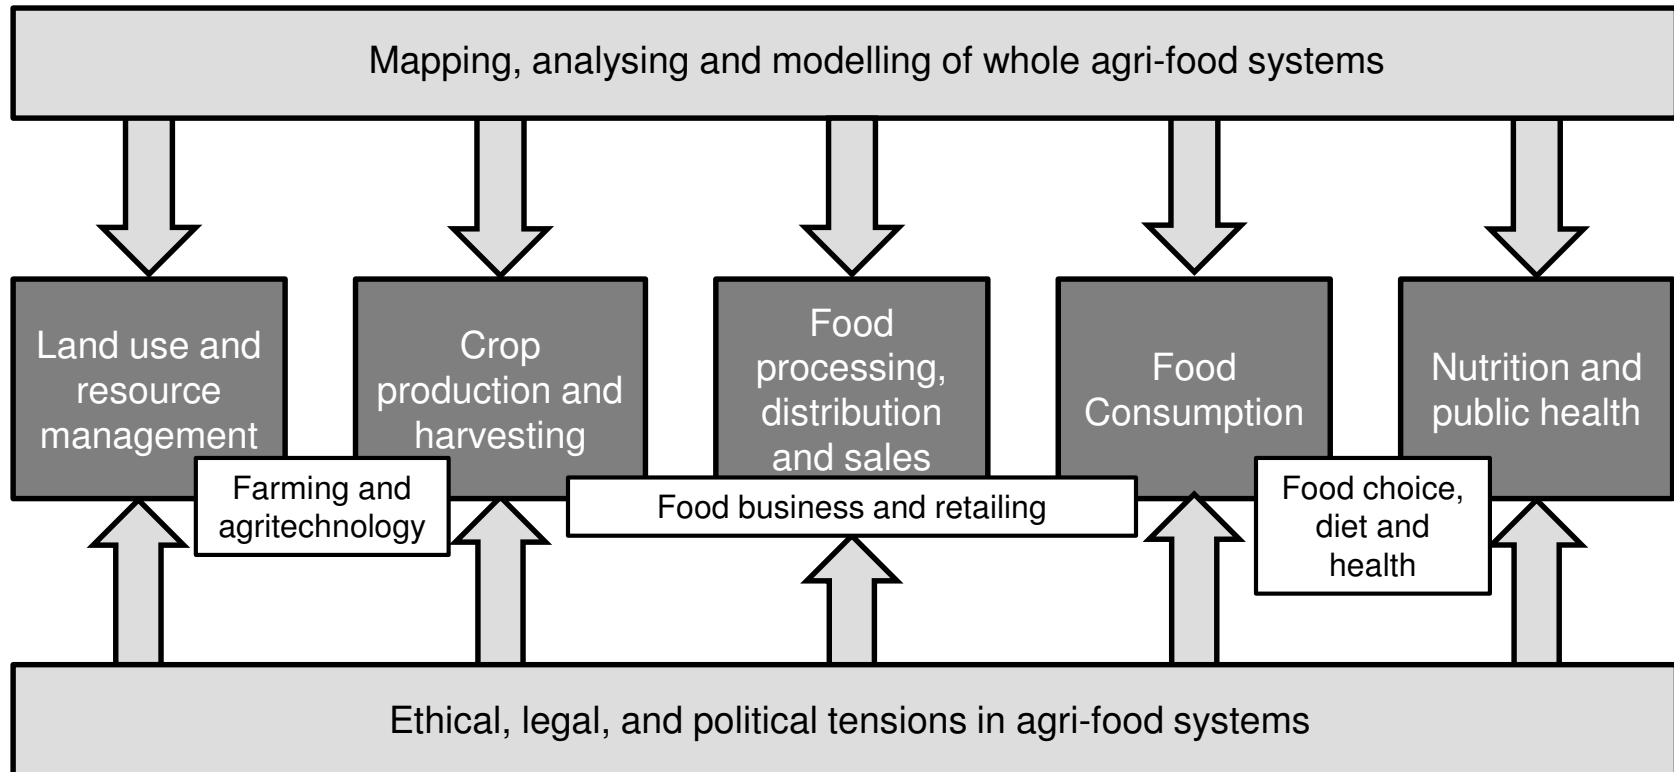 Mapping, analysing and modelling of whole agri-food systems
Land use and
resource
management
Crop
production and
harvesting
Food
processing,
distribution
and sales
Food
Consumption
Nutrition and
public health
Farming and
agritechnology
Food business and retailing
Food choice,
diet and
health
Ethical, legal, and political tensions in agri-food systems